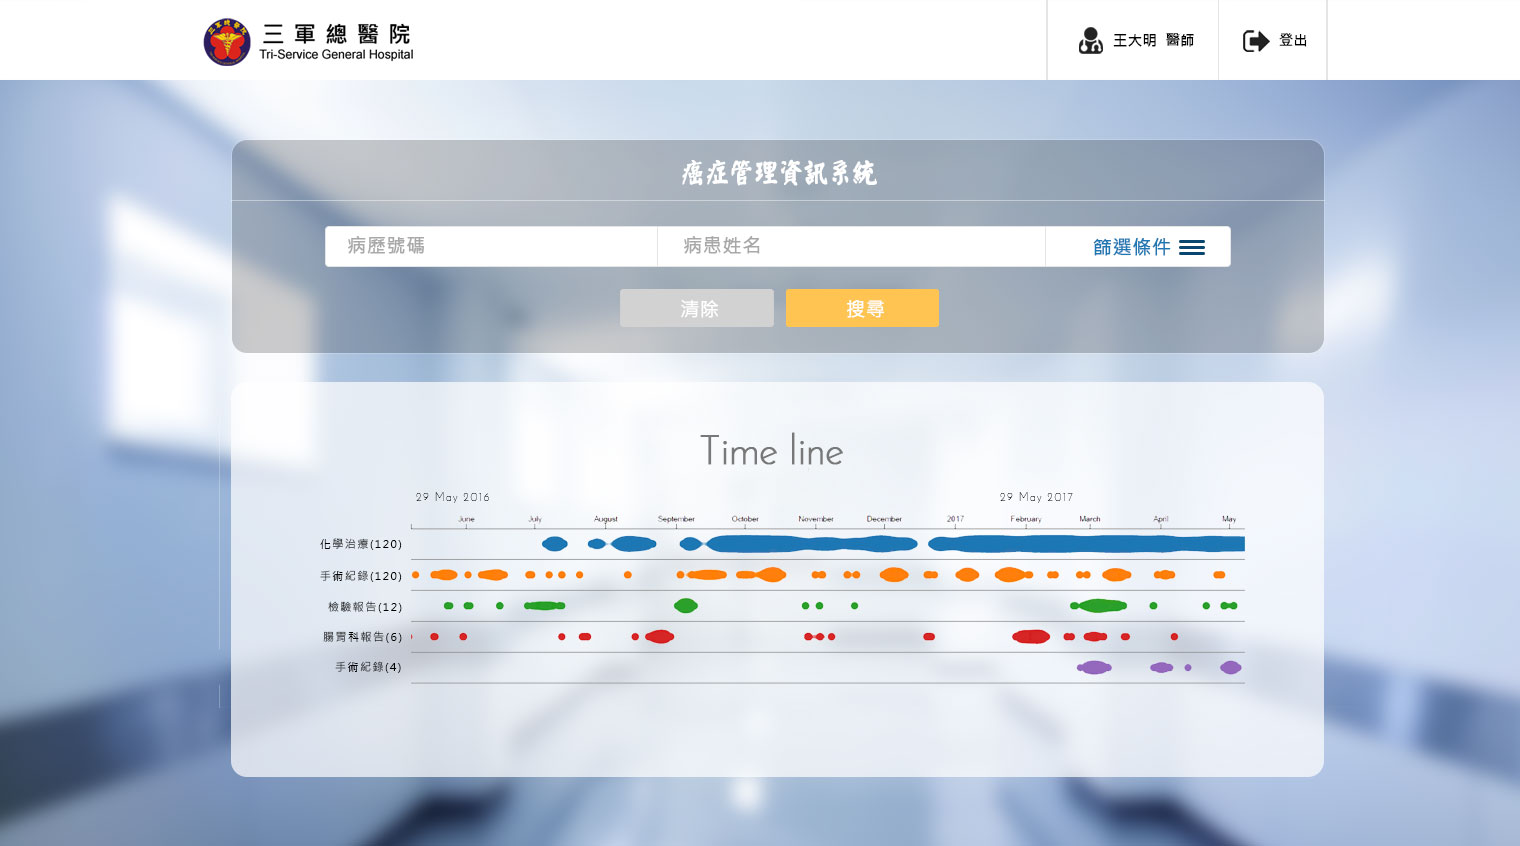 三軍總醫院
Tri-Service General Hospital
王大明 醫師
登出
癌症管理資訊系統
病歷號碼
病患姓名
篩選條件
清除
搜尋
Time line
29 May 2016
29 May 2017
June July August September October November December 2017 February March April May
化學治療(120)
手術紀錄(120)
檢驗報告(12)
腸胃科報告(6)
手術紀錄(4)